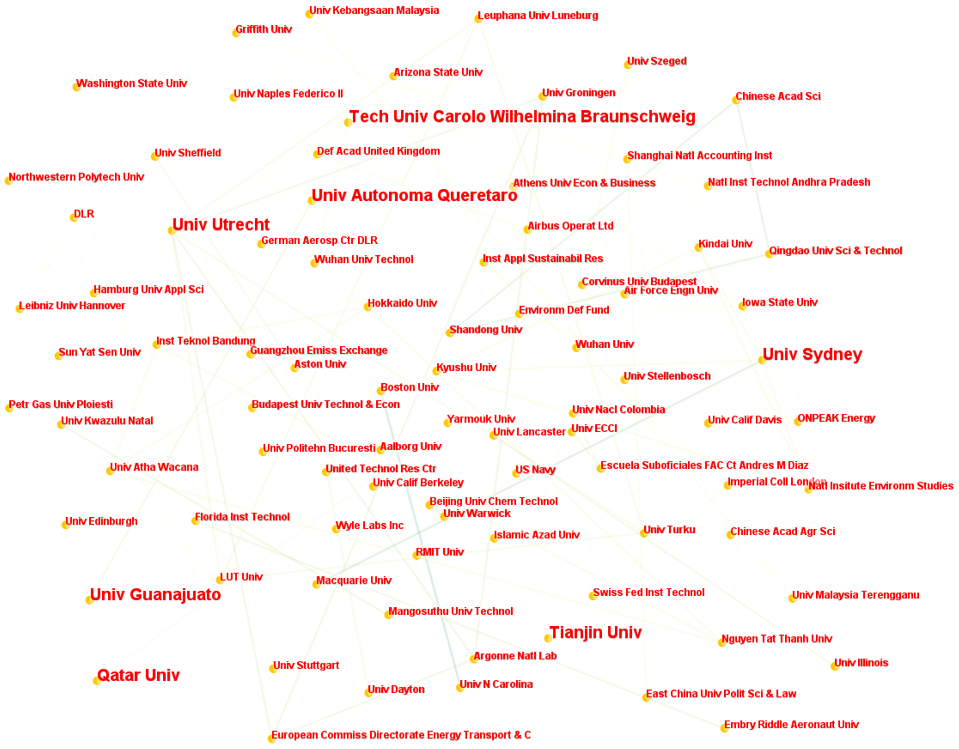 Univ Kebangsaan Malaysia
Leuphana Univ Luneburg
Griffith Univ
Univ Szeged
Arizona State Univ
Washington State Univ
Univ Naples Federico II
Univ Groningen
Chinese Acad Sci
Tech Univ Carolo Wilhelmina Braunschweig
Univ Sheffield
Def Acad United Kingdom
Shanghai Natl Accounting Inst
Northwestern Polytech Univ
Athens Univ Econ & Business
Natl Inst Technol Andhra Pradesh
Univ Autonoma Queretaro
DLR
Univ Utrecht
Airbus Operat Ltd
German Aerosp Ctr DLR
Kindai Univ
Qingdao Univ Sci & Technol
Wuhan Univ Technol
Inst Appl Sustainabil Res
Corvinus Univ Budapest
Hamburg Univ Appl Sci
Air Force Engn Univ
Leibniz Univ Hannover
Hokkaido Univ
Environm Def Fund
Iowa State Univ
Shandong Univ
Inst Teknol Bandung
Wuhan Univ
Sun Yat Sen Univ
Guangzhou Emiss Exchange
Univ Sydney
Aston Univ
Kyushu Univ
Univ Stellenbosch
Boston Univ
Petr Gas Univ Ploiesti
Budapest Univ Technol & Econ
Univ Nacl Colombia
Univ Kwazulu Natal
Yarmouk Univ
Univ Calif Davis
ONPEAK Energy
Univ Lancaster
Univ ECCI
Univ Politehn Bucuresti
Aalborg Univ
Univ Atha Wacana
United Technol Res Ctr
US Navy
Escuela Suboficiales FAC Ct Andres M Diaz
Univ Calif Berkeley
Imperial Coll London
Natl Insitute Environm Studies
Beijing Univ Chem Technol
Univ Warwick
Florida Inst Technol
Univ Edinburgh
Wyle Labs Inc
Islamic Azad Univ
Univ Turku
Chinese Acad Agr Sci
RMIT Univ
LUT Univ
Macquarie Univ
Univ Guanajuato
Swiss Fed Inst Technol
Univ Malaysia Terengganu
Mangosuthu Univ Technol
Tianjin Univ
Nguyen Tat Thanh Univ
Argonne Natl Lab
Univ Stuttgart
Univ Illinois
Qatar Univ
Univ Dayton
Univ N Carolina
East China Univ Polit Sci & Law
Embry Riddle Aeronaut Univ
European Commiss Directorate Energy Transport & C